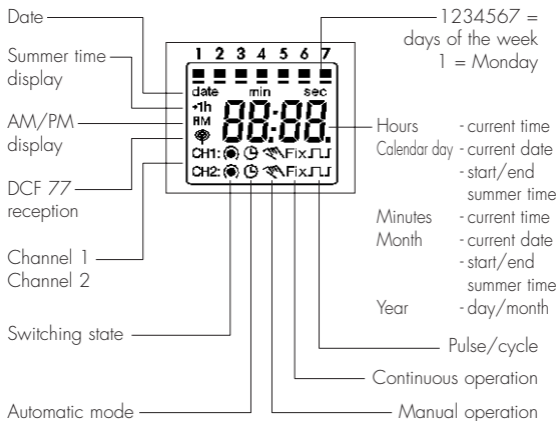 Date
Summer time
display
AM/PM
display
DCF 77
reception
Channel 1
Channel 2
Switching state
Automatic mode
1 2 3 4 5 6 7
date min sec
+1h
AM
88:88.
CH1: Fix
CH2: Fix
1234567 =
days of the week
1 = Monday
Hours - current time
Calendar day - current date
- start/end
summer time
Minutes - current time
Month - current date
- start/end
summer time
Year - day/month
Pulse/cycle
Continuous operation
Manual operation